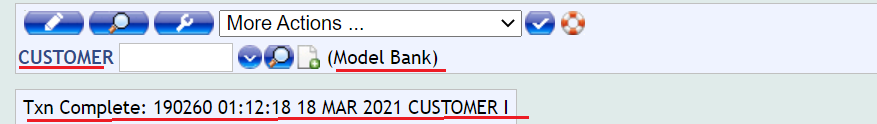 More Actions ...
CUSTOMER (Model Bank)
Txn Complete: 190260 01:12:18 18 MAR 2021 CUSTOMER I